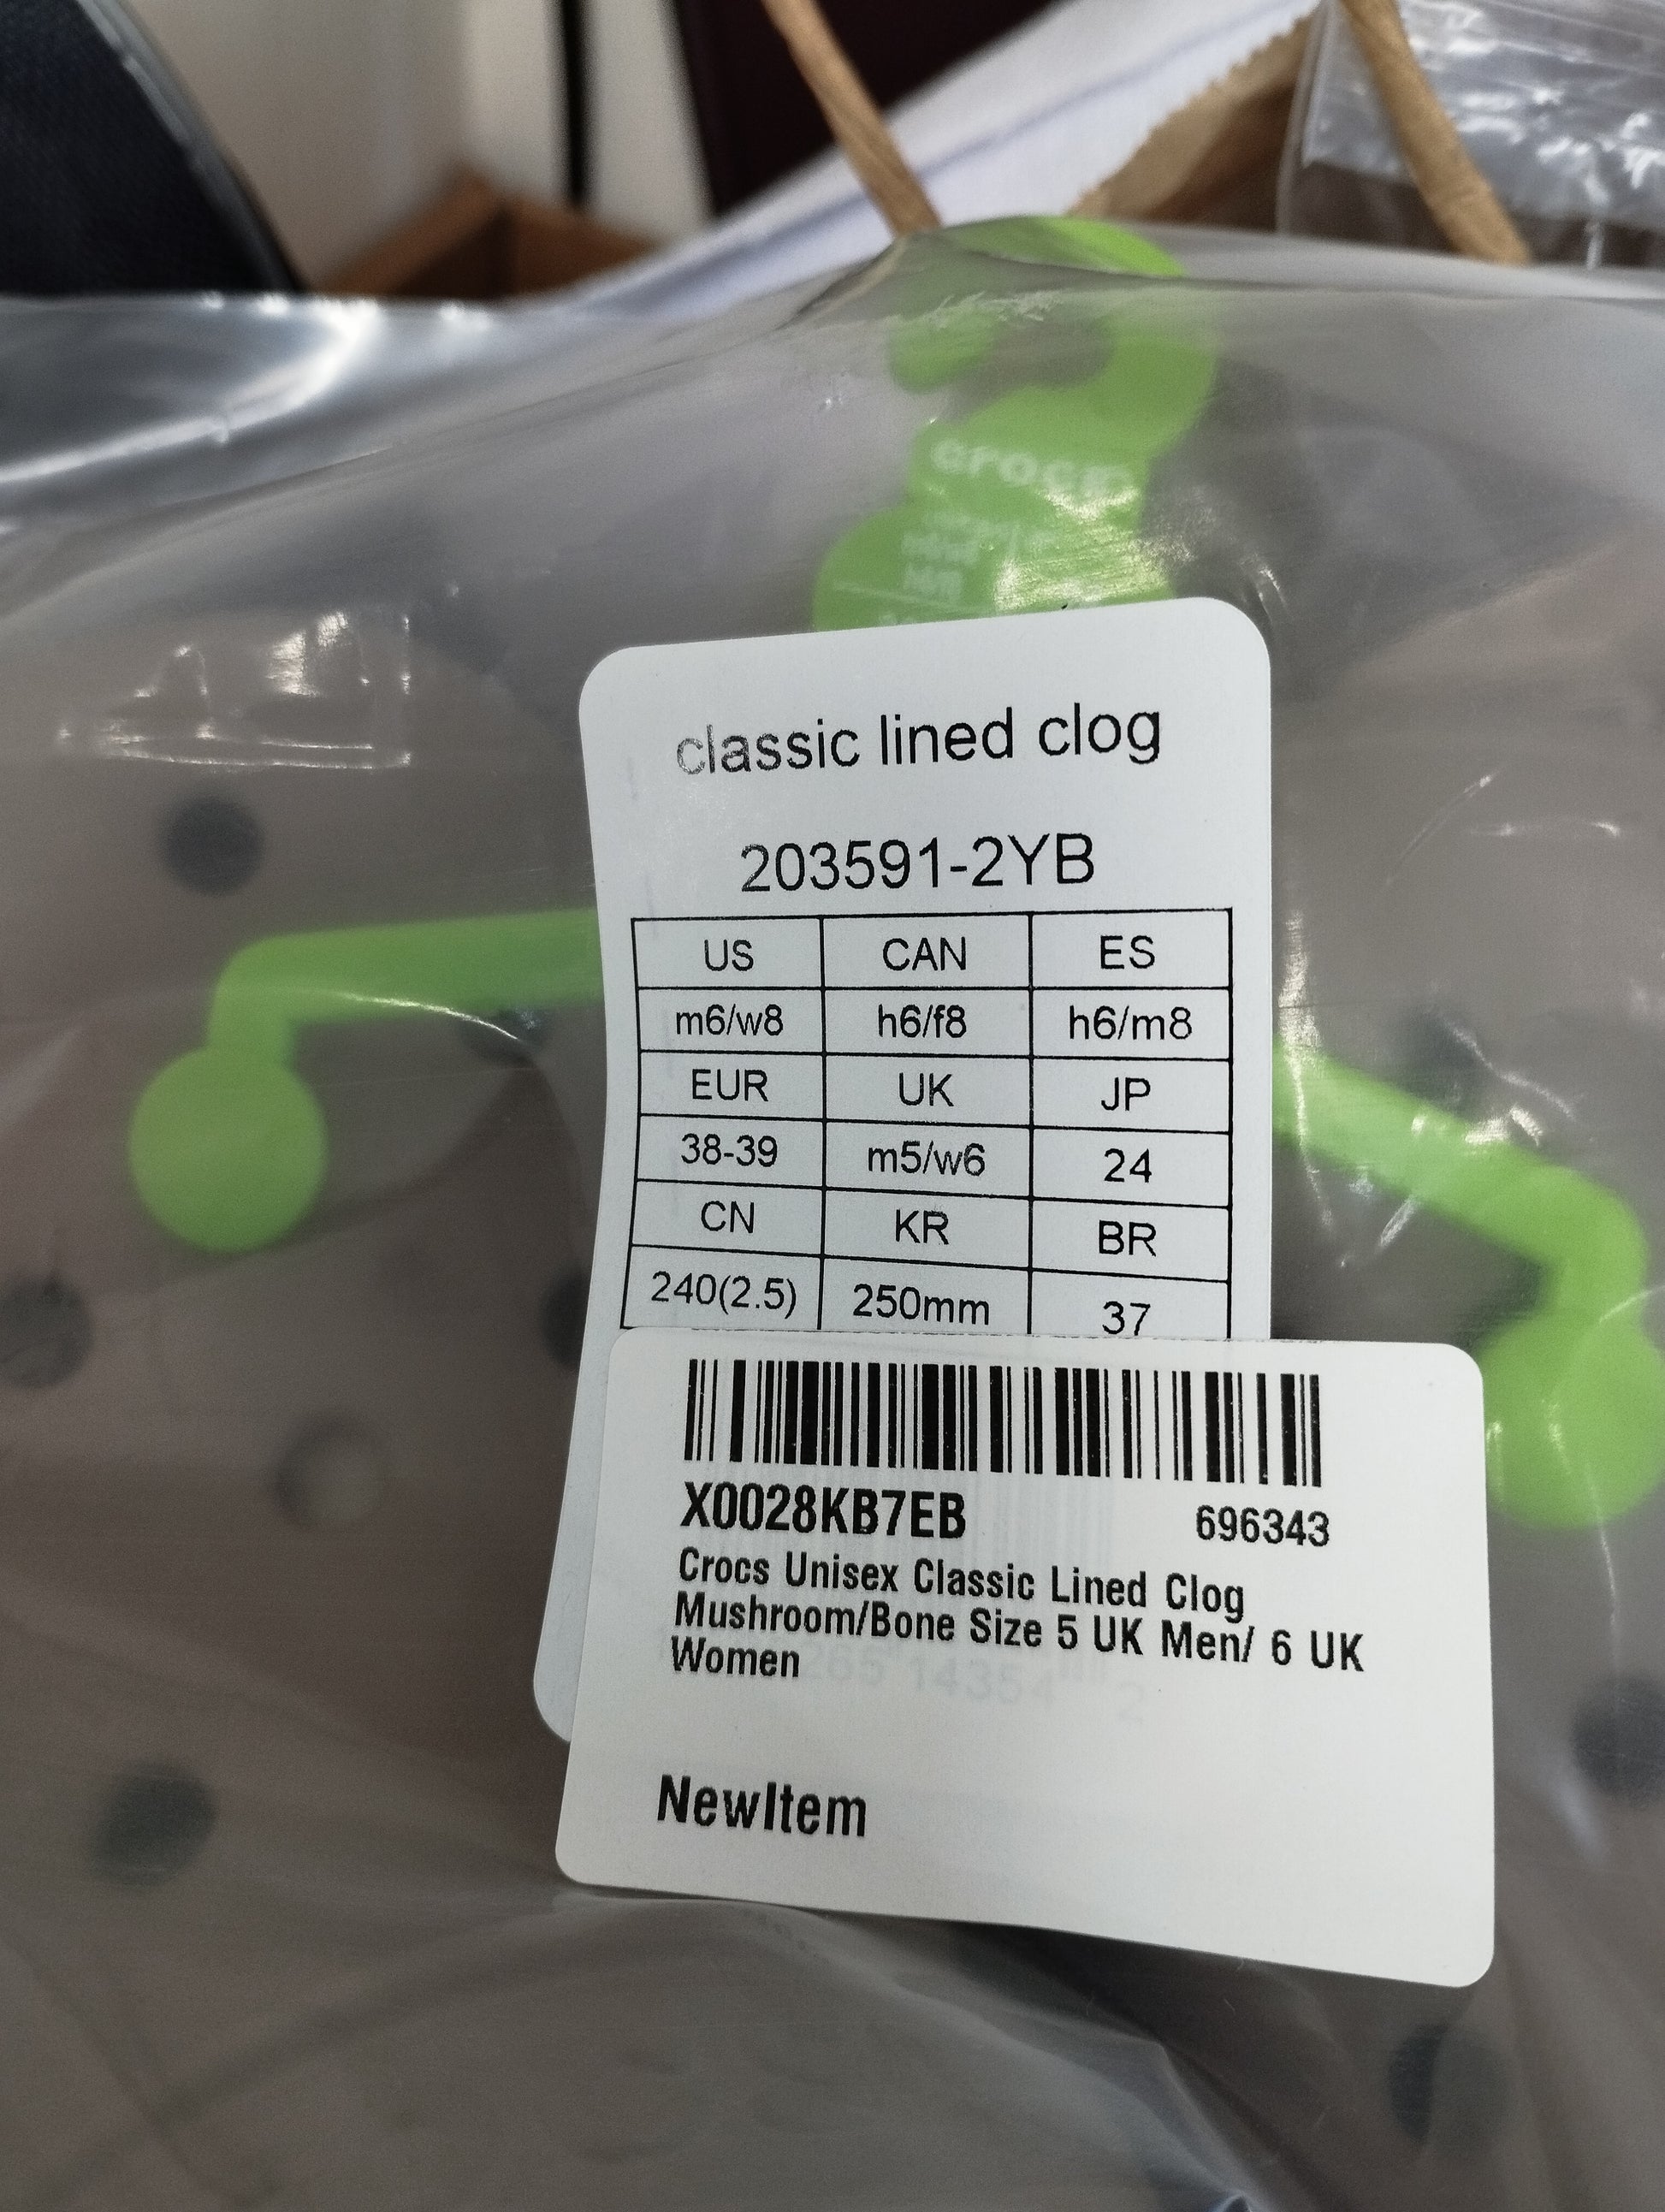 crocs
classic lined clog
203591-2YB
US CAN ES
m6/w8 h6/f8 h6/m8
EUR UK JP
38-39 m5/w6 24
CN KR BR
240(2.5) 250mm 37
X0028KB7EB 696343
Crocs Unisex Classic Lined Clog
Mushroom/Bone Size 5 UK Men/ 6 UK
Women
NewItem